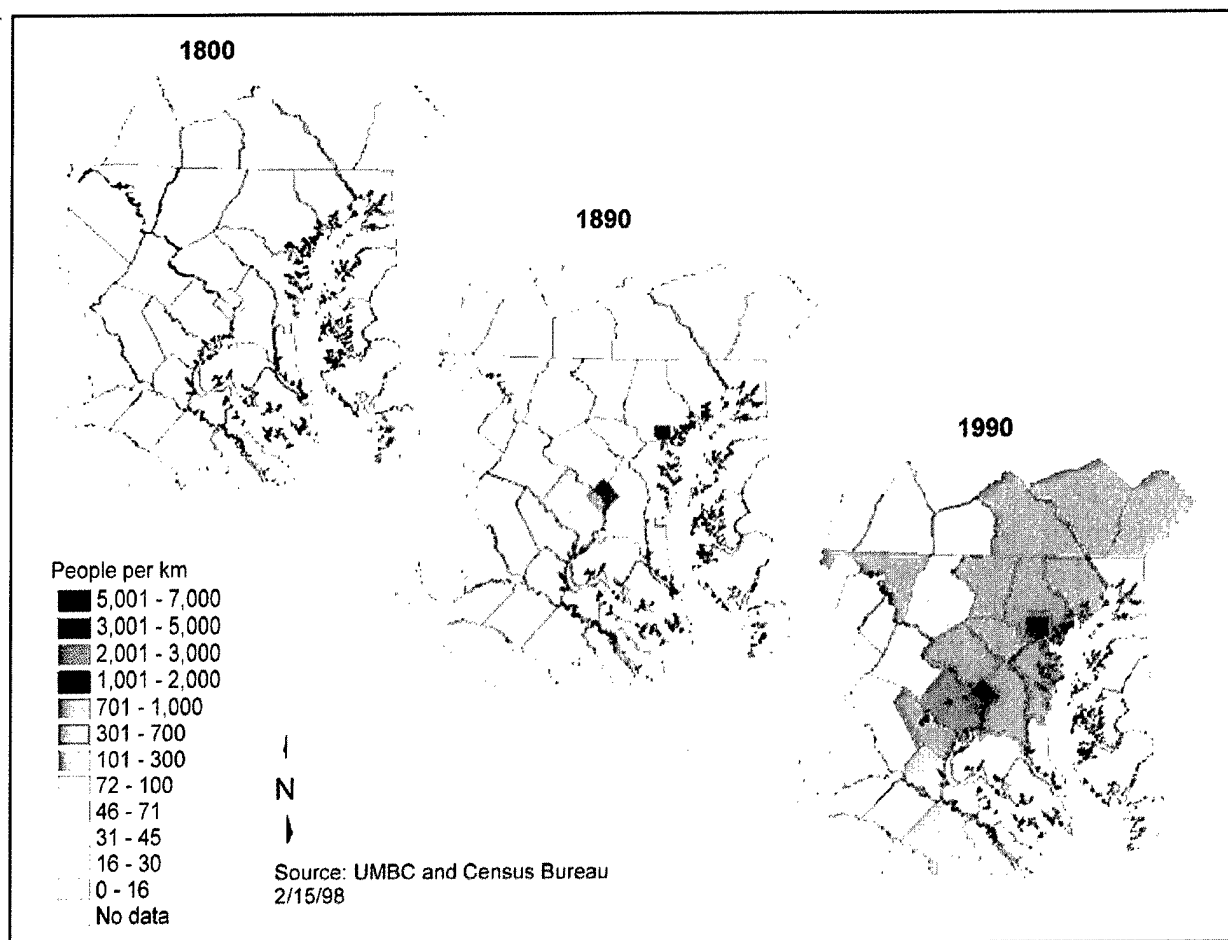 1800
1890
1990
People per km
5,001 - 7,000
3,001 - 5,000
2,001 - 3,000
1,001 - 2,000
701 - 1,000
301 - 700
101 - 300
72 - 100
46 - 71
31 - 45
16 - 30
0 - 16
No data
N
Source: UMBC and Census Bureau
2/15/98